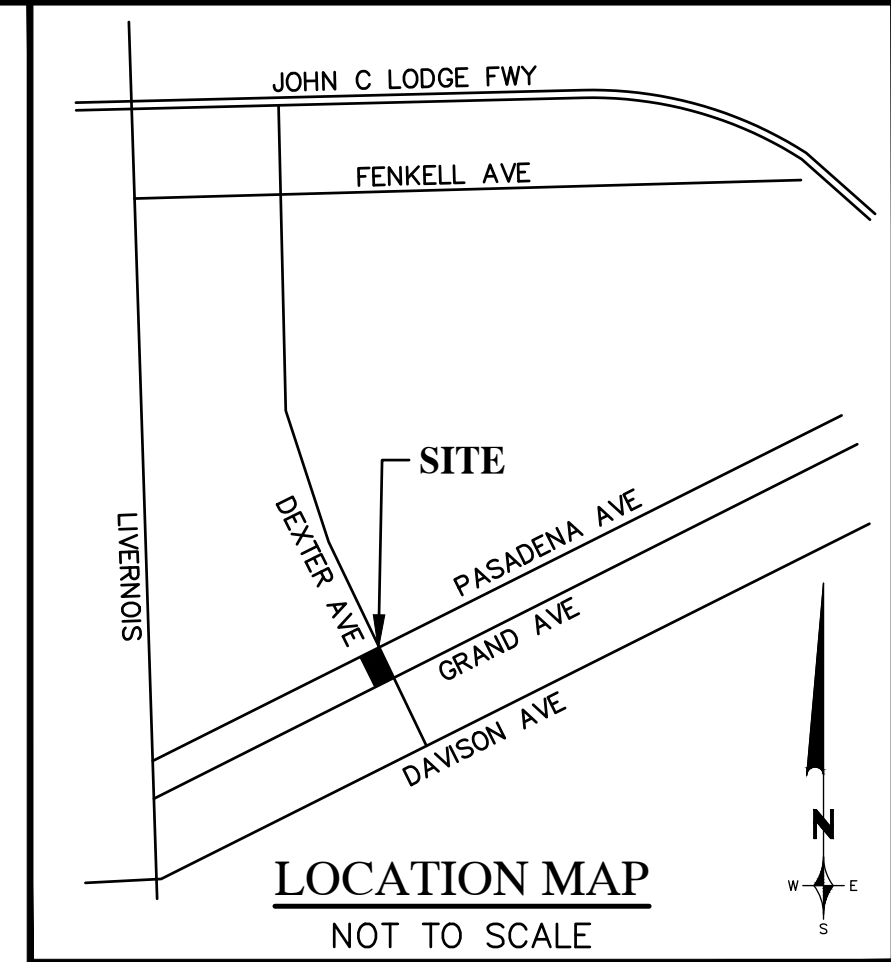 JOHN C LODGE FWY
FENKELL AVE
SITE
LIVERNOIS
DEXTER AVE
PASADENA AVE
GRAND AVE
DAVISON AVE
N
W E
S
LOCATION MAP
NOT TO SCALE